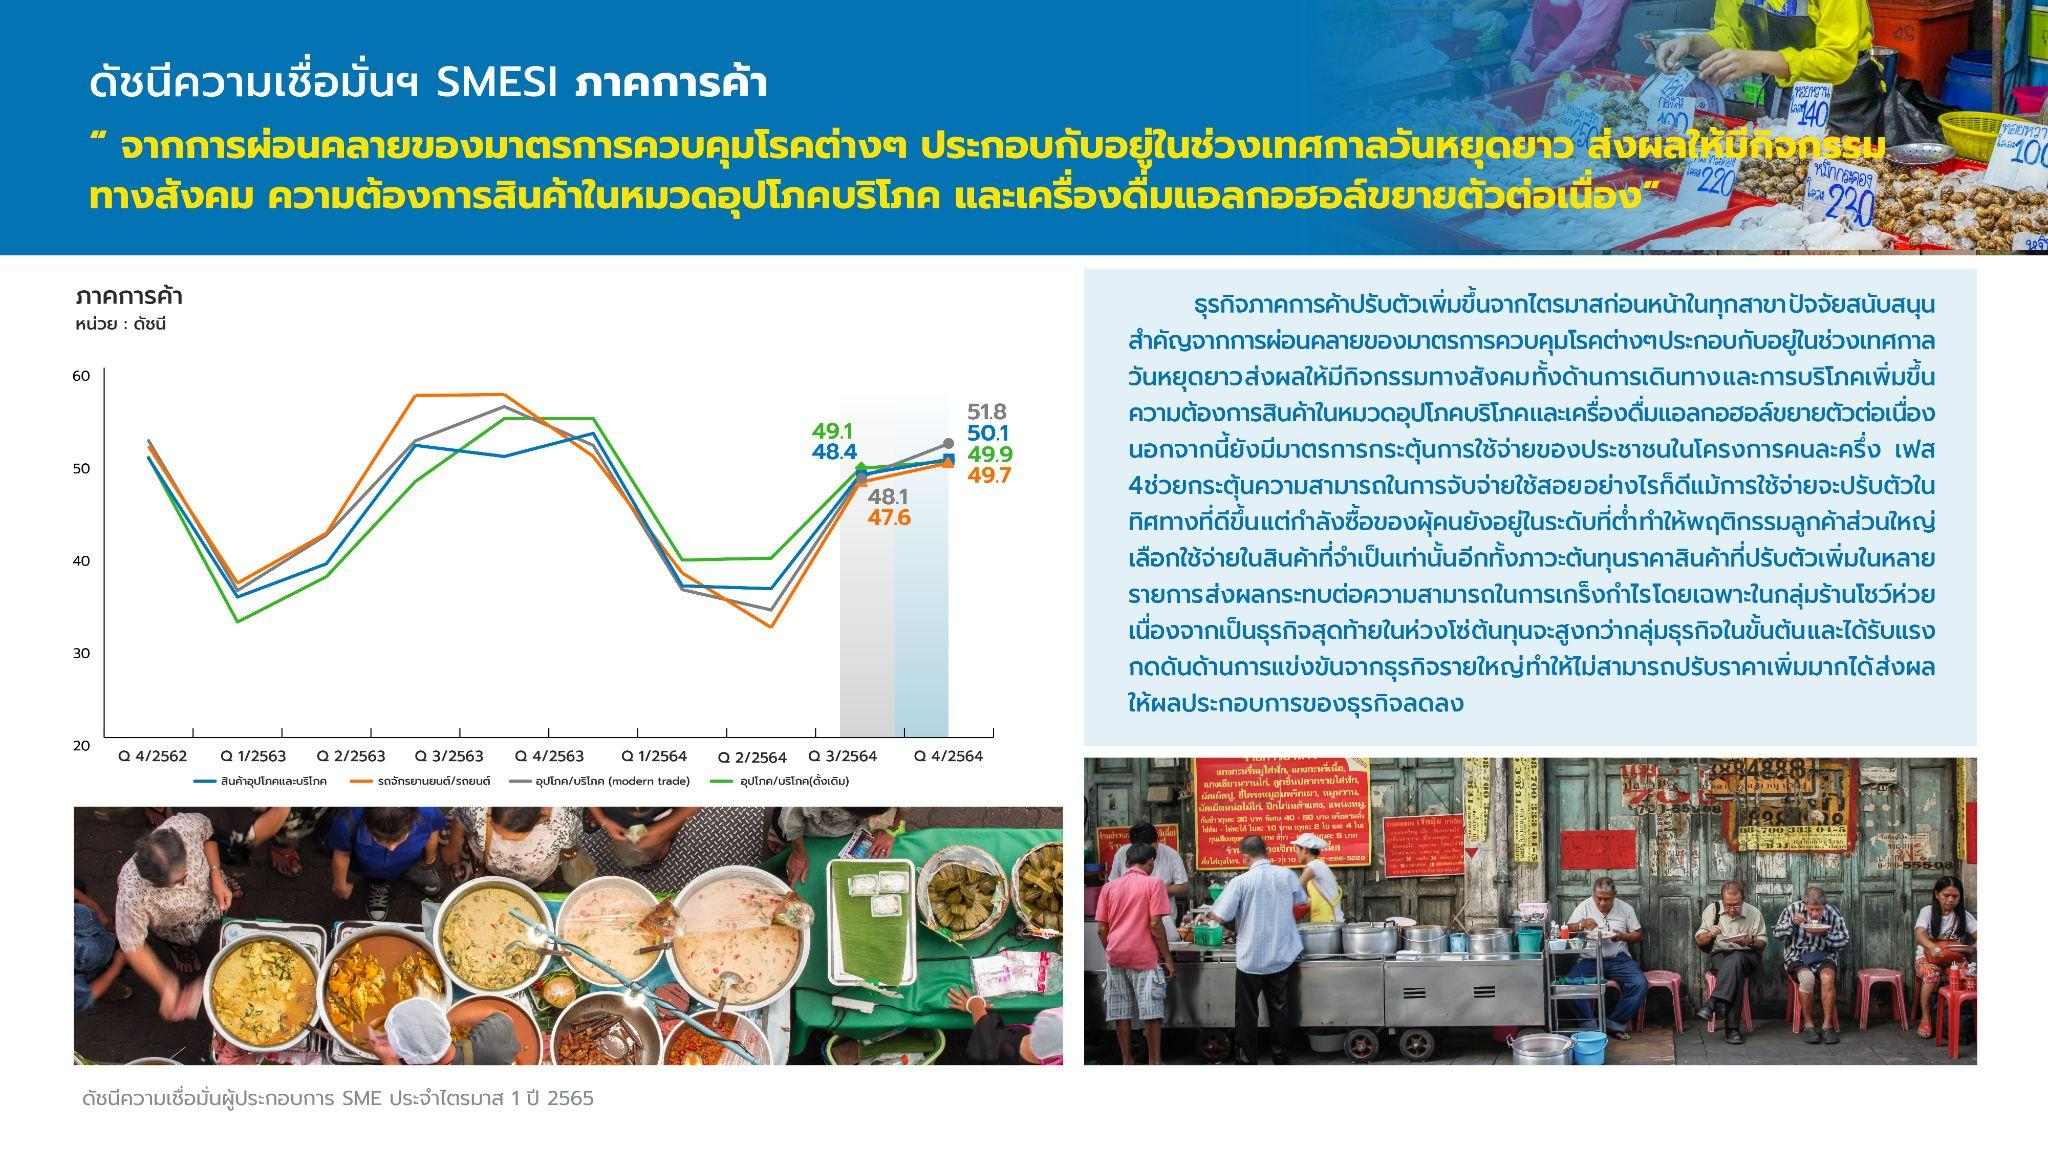 ดัชนีความเชื่อมั่นฯ SMESI ภาคการค้า
“ จากการผ่อนคลายของมาตรการควบคุมโรคต่างๆ ประกอบกับอยู่ในช่วงเทศกาลวันหยุดยาว ส่งผลให้มีกิจกรรม
ทางสังคม ความต้องการสินค้าในหมวดอุปโภคบริโภค และเครื่องดื่มแอลกอฮอล์ขยายตัวต่อเนื่อง”
140
220
230
100
ภาคการค้า
หน่วย : ดัชนี
60
50
40
30
20
49.1
48.4
48.1
47.6
51.8
50.1
49.9
49.7
Q 4/2562 Q 1/2563 Q 2/2563 Q 3/2563 Q 4/2563 Q 1/2564 Q 2/2564 Q 3/2564 Q 4/2564
สินค้าอุปโภคและบริโภค รถจักรยานยนต์/รถยนต์ อุปโภค/บริโภค (modern trade) อุปโภค/บริโภค(ดั้งเดิม)
ธุรกิจภาคการค้าปรับตัวเพิ่มขึ้นจากไตรมาสก่อนหน้าในทุกสาขา ปัจจัยสนับสนุน
สำคัญจากการผ่อนคลายของมาตรการควบคุมโรคต่างๆประกอบกับอยู่ในช่วงเทศกาล
วันหยุดยาว ส่งผลให้มีกิจกรรมทางสังคมทั้งด้านการเดินทางและการบริโภคเพิ่มขึ้น
ความต้องการสินค้าในหมวดอุปโภคบริโภคและเครื่องดื่มแอลกอฮอล์ขยายตัวต่อเนื่อง
นอกจากนี้ยังมีมาตรการกระตุ้นการใช้จ่ายของประชาชนในโครงการคนละครึ่ง เฟส
4ช่วยกระตุ้นความสามารถในการจับจ่ายใช้สอยอย่างไรก็ดีแม้การใช้จ่ายจะปรับตัวใน
ทิศทางที่ดีขึ้นแต่กำลังซื้อของผุ้คนยังอยู่ในระดับที่ต่ำทำให้พฤติกรรมลูกค้าส่วนใหญ่
เลือกใช้จ่ายในสินค้าที่จำเป็นเท่านั้นอีกทั้งภาวะต้นทุนราคาสินค้าที่ปรับตัวเพิ่มในหลาย
รายการส่งผลกระทบต่อความสามารถในการเกร็งกำไรโดยเฉพาะในกลุ่มร้านโชว์ห่วย
เนื่องจากเป็นธุรกิจสุดท้ายในห่วงโซ่ต้นทุนจะสูงกว่ากลุ่มธุรกิจในขั้นต้นและได้รับแรง
กดดันด้านการแข่งขันจากธุรกิจรายใหญ่ทำให้ไม่สามารถปรับราคาเพิ่มมากได้ส่งผล
ให้ผลประกอบการของธุรกิจลดลง
ดัชนีความเชื่อมั่นผู้ประกอบการ SME ประจำไตรมาส 1 ปี 2565